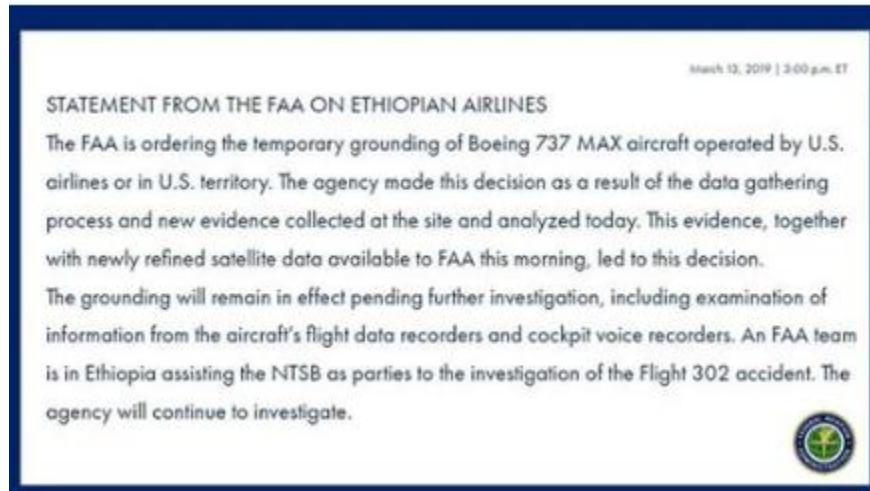 March 13, 2019 | 3:00 p.m. ET
STATEMENT FROM THE FAA ON ETHIOPIAN AIRLINES
The FAA is ordering the temporary grounding of Boeing 737 MAX aircraft operated by U.S.
airlines or in U.S. territory. The agency made this decision as a result of the data gathering
process and new evidence collected at the site and analyzed today. This evidence, together
with newly refined satellite data available to FAA this morning, led to this decision.
The grounding will remain in effect pending further investigation, including examination of
information from the aircraft's flight data recorders and cockpit voice recorders. An FAA team
is in Ethiopia assisting the NTSB as parties to the investigation of the Flight 302 accident. The
agency will continue to investigate.